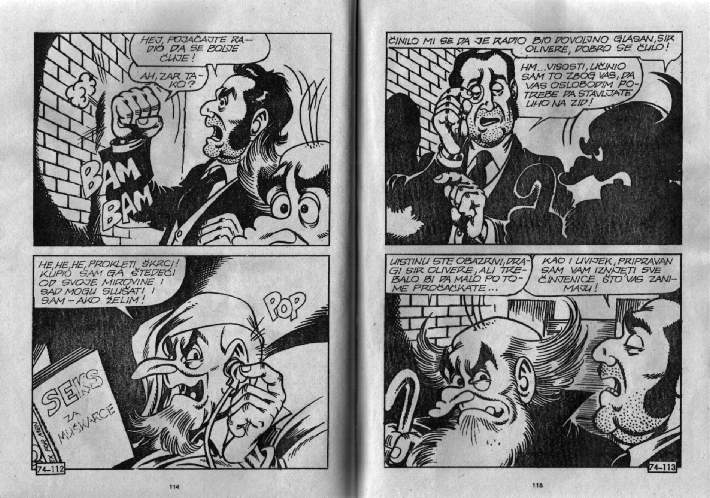 HEJ, POJAČAJTE RA-
DIO DA SE BOLJE
ČUJE!
AH, ZAR TA-
KO?
BAM
BAM
HE, HE, HE, PROKLETI ŠKRCI!
KUPIO SAM GA ŠTEDEĆI
OD SVOJE MIROVINE I
SAD MOGU SLUŠATI I
SAM - AKO ŽELIM!
POP
SEKS
ZA
MUŠKARCE
74-112
114
ČINILO MI SE DA JE RADIO BIO DOVOLJNO GLASAN, SIR
OLIVERE, DOBRO SE ČULO!
HM... VISOSTI, UČINIO
SAM TO ZBOG VAS, DA
VAS OSLOBODIM PO-
TREBE DA STAVLJATE
UHO NA ZID!
UISTINU STE OBAZRIVI, DRA-
GI SIR OLIVERE, ALI TRE-
BALO BI DA MALO PO TO-
ME PROČAČKATE...
KAO I UVIJEK, PRIPRAVAN
SAM VAM IZNIJETI SVE
ČINJENICE ŠTO VAS ZANI-
MAJU!
74-113
115